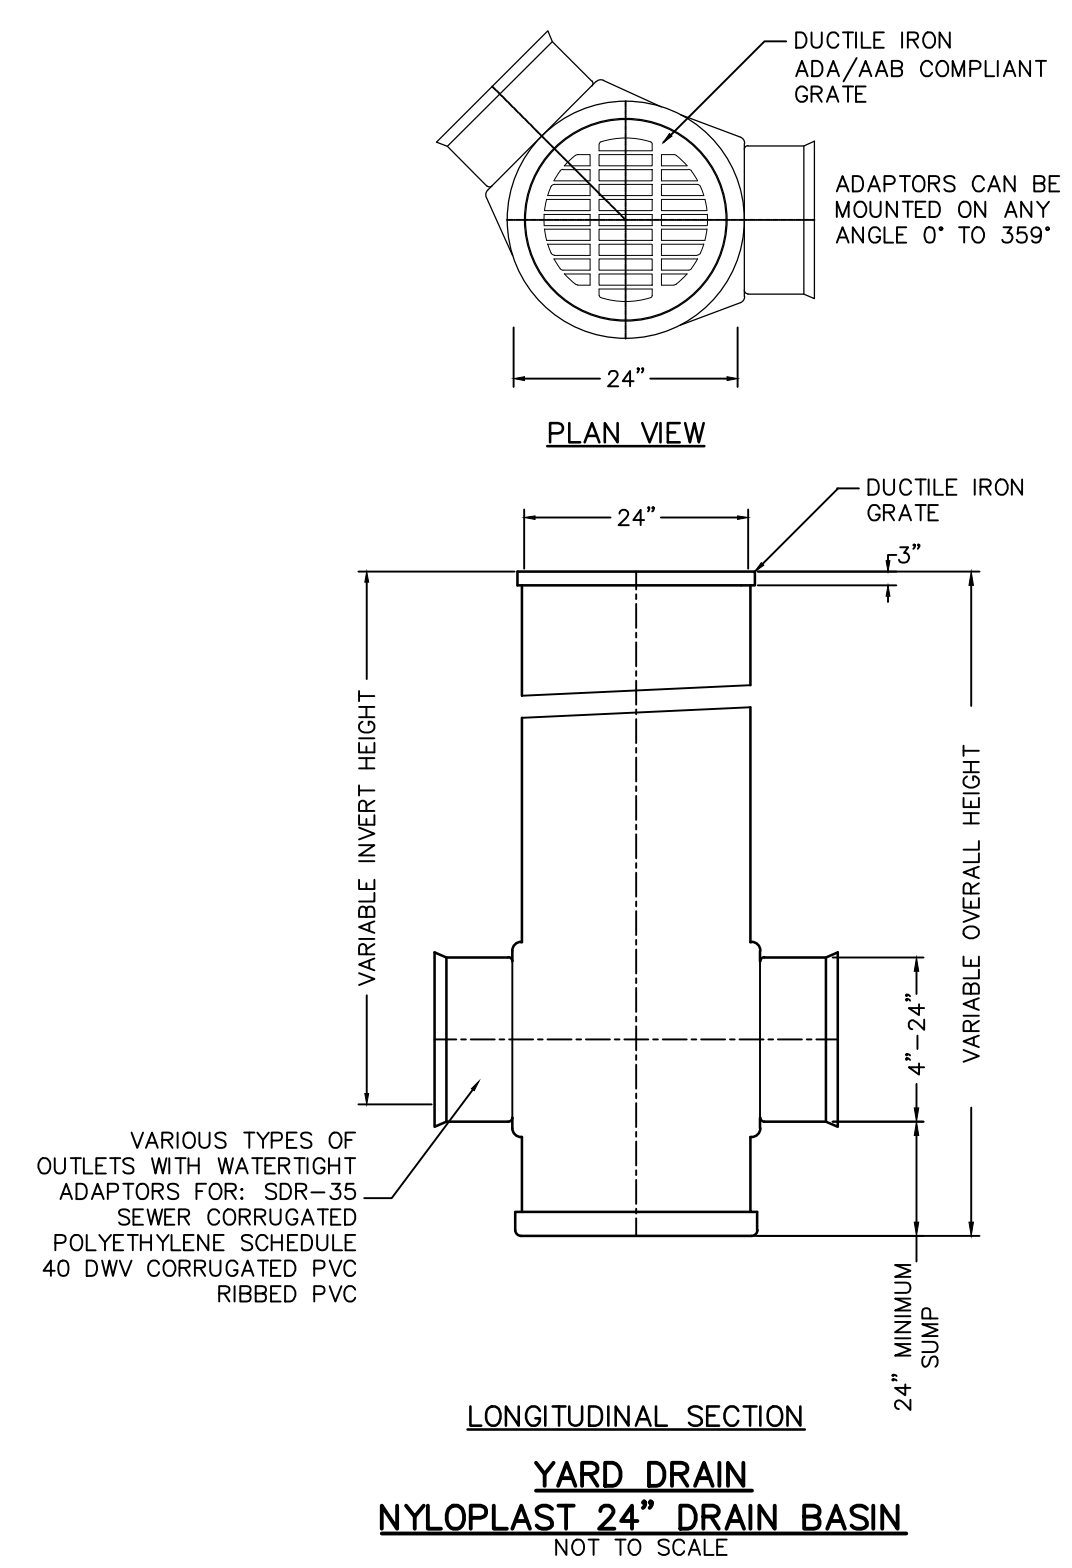 DUCTILE IRON
ADA/AAB COMPLIANT
GRATE
ADAPTORS CAN BE
MOUNTED ON ANY
ANGLE 0° TO 359°
24”
PLAN VIEW
DUCTILE IRON
GRATE
24”
3”
VARIABLE INVERT HEIGHT
VARIABLE OVERALL HEIGHT
4”-24”
VARIOUS TYPES OF
OUTLETS WITH WATERTIGHT
ADAPTORS FOR: SDR-35
SEWER CORRUGATED
POLYETHYLENE SCHEDULE
40 DWV CORRUGATED PVC
RIBBED PVC
24” MINIMUM
SUMP
LONGITUDINAL SECTION
YARD DRAIN
NYLOPLAST 24” DRAIN BASIN
NOT TO SCALE